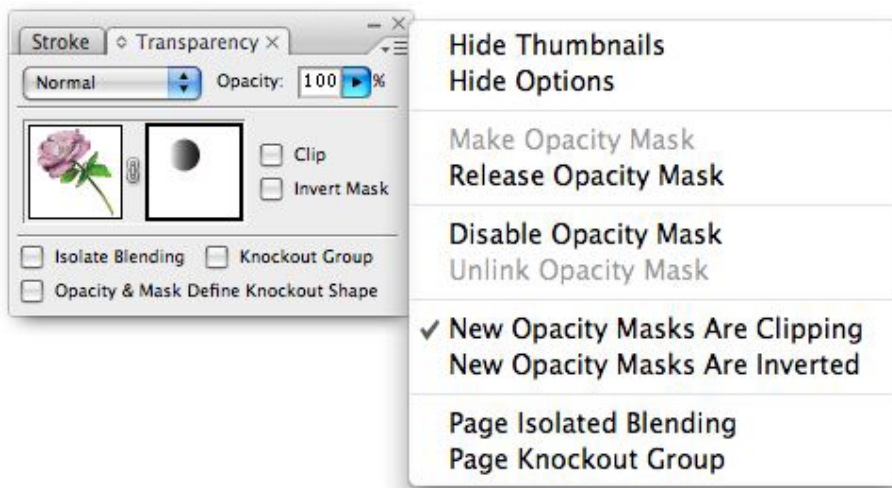 Stroke
Transparency
Normal
Opacity: 100 %
Clip
Invert Mask
Isolate Blending
Knockout Group
Opacity & Mask Define Knockout Shape
Hide Thumbnails
Hide Options
Make Opacity Mask
Release Opacity Mask
Disable Opacity Mask
Unlink Opacity Mask
New Opacity Masks Are Clipping
New Opacity Masks Are Inverted
Page Isolated Blending
Page Knockout Group